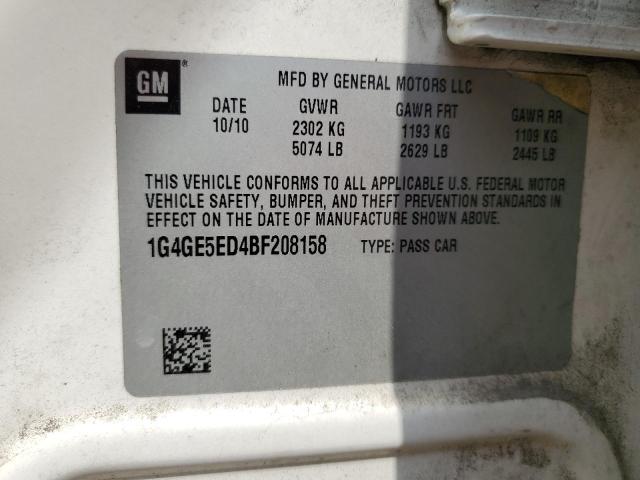 GM ®
MFD BY GENERAL MOTORS LLC
DATE GVWR GAWR FRT GAWR RR
10/10 2302 KG 1193 KG 1109 KG
5074 LB 2629 LB 2445 LB
THIS VEHICLE CONFORMS TO ALL APPLICABLE U.S. FEDERAL MOTOR
VEHICLE SAFETY, BUMPER, AND THEFT PREVENTION STANDARDS IN
EFFECT ON THE DATE OF MANUFACTURE SHOWN ABOVE.
1G4GE5ED4BF208158 TYPE: PASS CAR